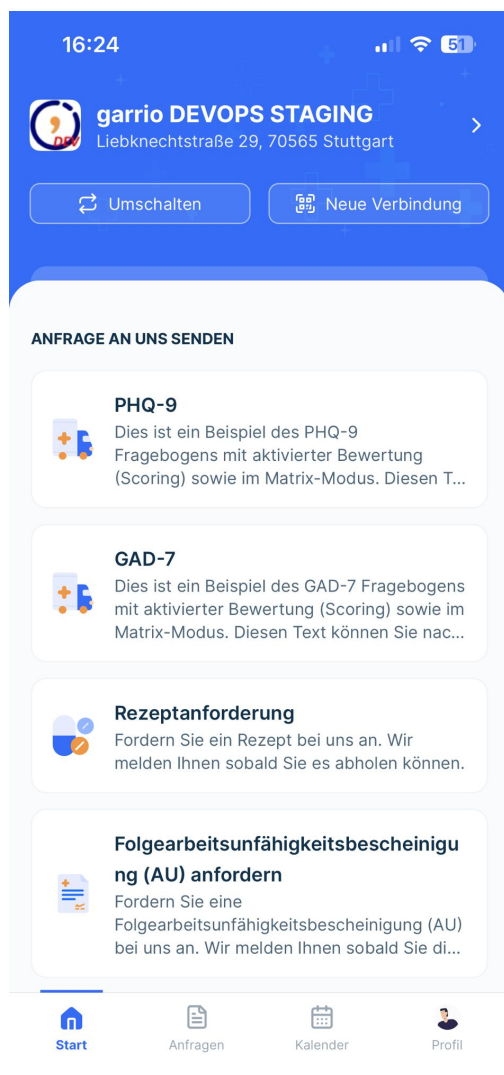 16:24
51
DEV
garrio DEVOPS STAGING
Liebknechtstraße 29, 70565 Stuttgart
Umschalten
Neue Verbindung
ANFRAGE AN UNS SENDEN
PHQ-9
Dies ist ein Beispiel des PHQ-9
Fragebogens mit aktivierter Bewertung
(Scoring) sowie im Matrix-Modus. Diesen T...
GAD-7
Dies ist ein Beispiel des GAD-7 Fragebogens
mit aktivierter Bewertung (Scoring) sowie im
Matrix-Modus. Diesen Text können Sie nac...
Rezeptanforderung
Fordern Sie ein Rezept bei uns an. Wir
melden Ihnen sobald Sie es abholen können.
Folgearbeitsunfähigkeitsbescheinigu
ng (AU) anfordern
Fordern Sie eine
Folgearbeitsunfähigkeitsbescheinigung (AU)
bei uns an. Wir melden Ihnen sobald Sie di...
Start
Anfragen
Kalender
Profil